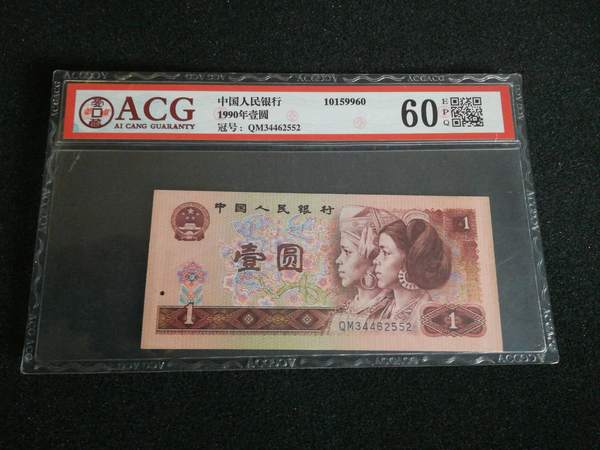 ACG
AI CANG GUARANTY
中国人民银行
1990年壹圆
冠号：QM34462552
10159960
60
EPQ
中国人民银行
1
壹圆
QM34462552
1
1